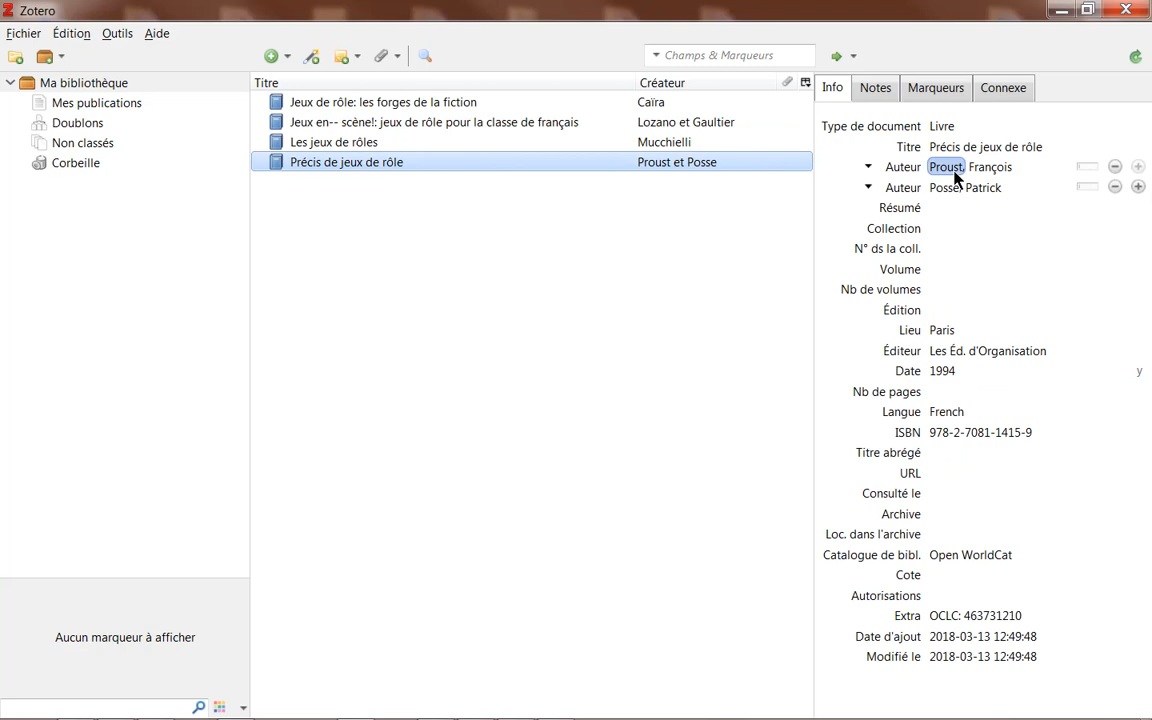 Zotero
Fichier Édition Outils Aide
Champs & Marqueurs
Ma bibliothèque
Mes publications
Doublons
Non classés
Corbeille
Aucun marqueur à afficher
Titre Créateur
Jeux de rôle: les forges de la fiction Caïra
Jeux en-- scène!: jeux de rôle pour la classe de français Lozano et Gaultier
Les jeux de rôles Mucchielli
Précis de jeux de rôle Proust et Posse
Info Notes Marqueurs Connexe
Type de document Livre
Titre Précis de jeux de rôle
Auteur Proust, François
Auteur Posse, Patrick
Résumé
Collection
N° ds la coll.
Volume
Nb de volumes
Édition
Lieu Paris
Éditeur Les Éd. d'Organisation
Date 1994 y
Nb de pages
Langue French
ISBN 978-2-7081-1415-9
Titre abrégé
URL
Consulté le
Archive
Loc. dans l'archive
Catalogue de bibl. Open WorldCat
Cote
Autorisations
Extra OCLC: 463731210
Date d'ajout 2018-03-13 12:49:48
Modifié le 2018-03-13 12:49:48